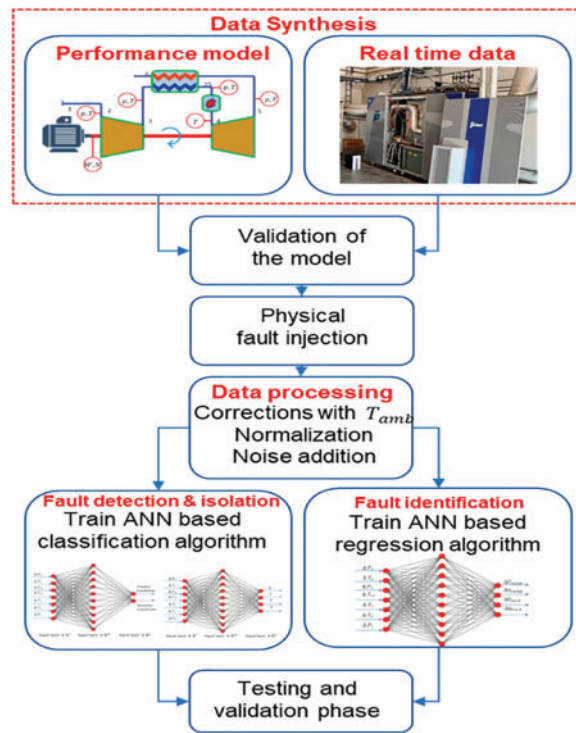 Data Synthesis
Performance model
Real time data
Validation of
the model
Physical
fault injection
Data processing
Corrections with T_amb
Normalization
Noise addition
Fault detection & isolation
Train ANN based
classification algorithm
Fault identification
Train ANN based
regression algorithm
Testing and
validation phase